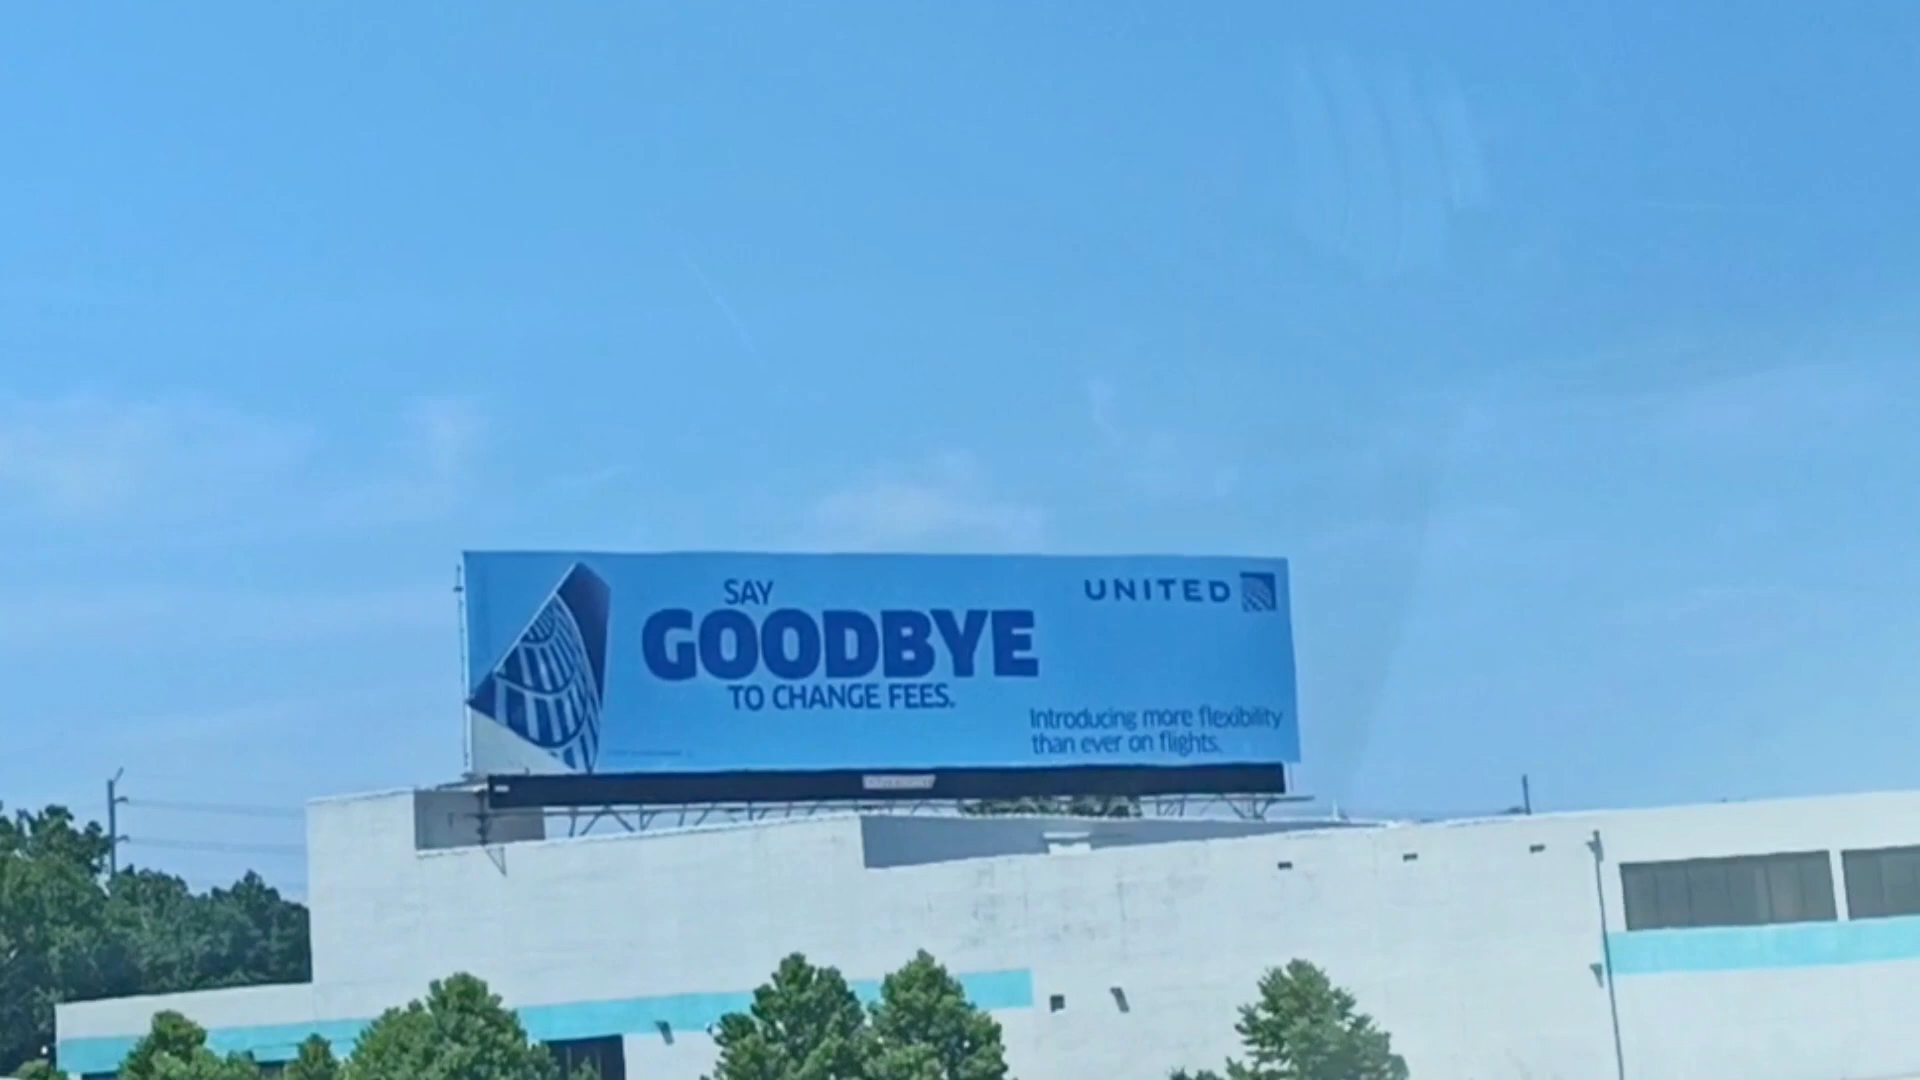 SAY
GOODBYE
TO CHANGE FEES.
UNITED
Introducing more flexibility
than ever on flights.